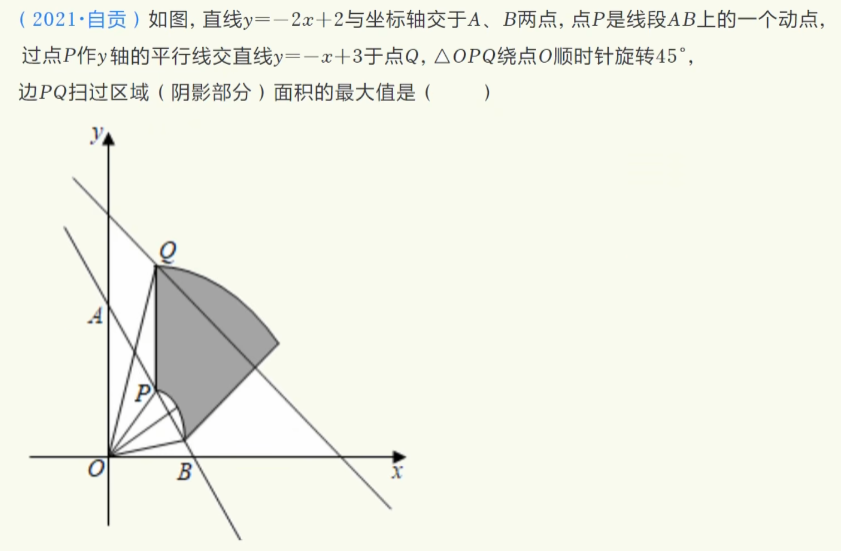 (2021·自贡)如图,直线y=−2x+2与坐标轴交于A、B两点,点P是线段AB上的一个动点,
过点P作y轴的平行线交直线y=−x+3于点Q,△OPQ绕点O顺时针旋转45°,
边PQ扫过区域(阴影部分)面积的最大值是(  )
y
Q
A
P
O
B
x